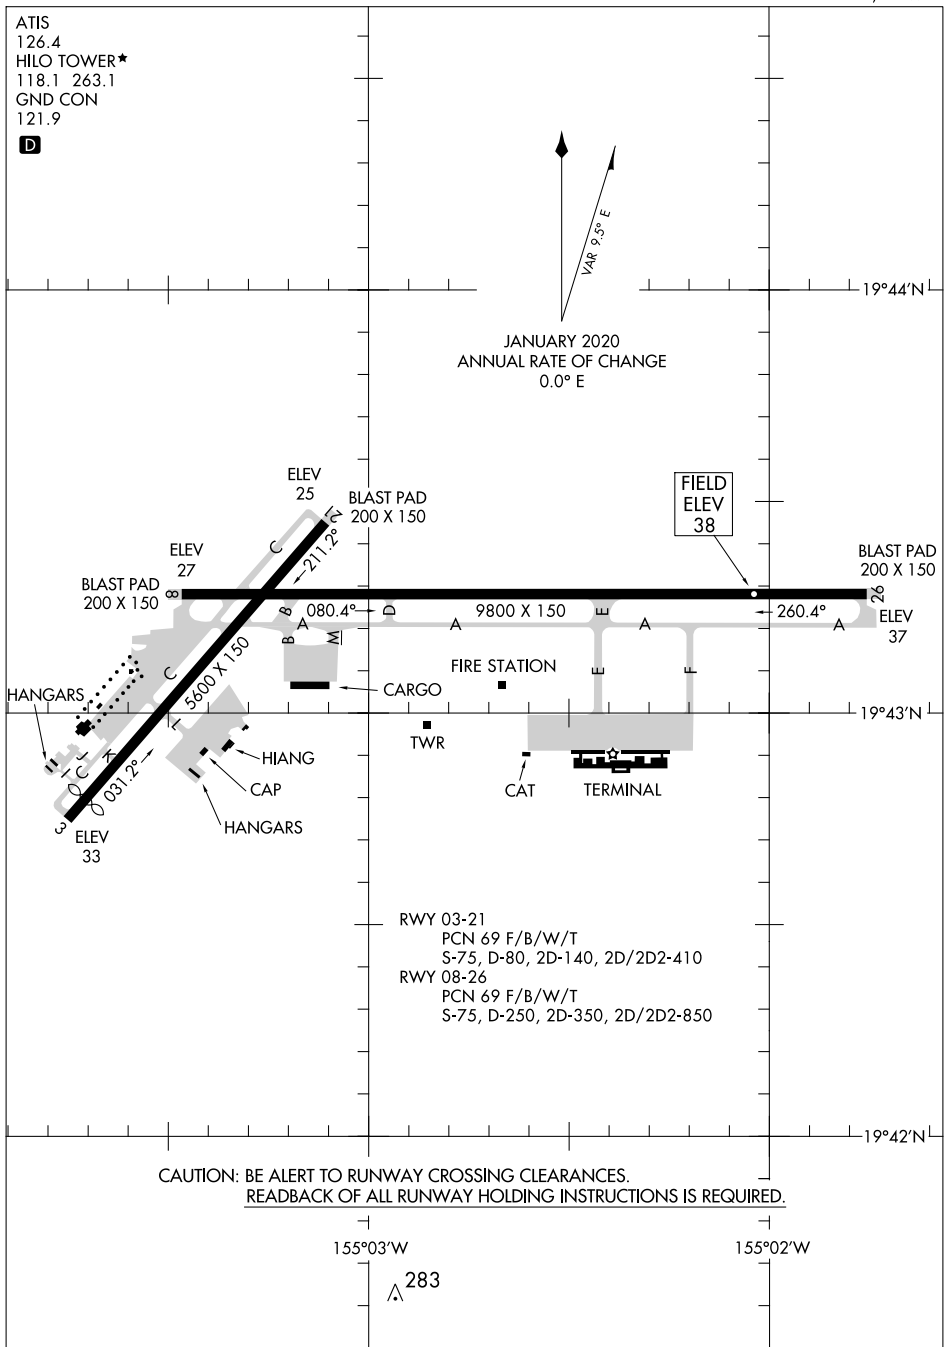 ATIS
126.4
HILO TOWER★
118.1 263.1
GND CON
121.9
D
VAR 9.5° E
19°44'N
JANUARY 2020
ANNUAL RATE OF CHANGE
0.0° E
ELEV
25
21
BLAST PAD
200 X 150
FIELD
ELEV
38
ELEV
27
BLAST PAD
200 X 150
8
C
211.2°
BLAST PAD
200 X 150
26
ELEV
37
B
080.4°
D
9800 X 150
E
260.4°
A
A
A
A
B
M
C
5600 X 150
L
E
F
FIRE STATION
CARGO
HANGARS
19°43'N
TWR
HIANG
CAP
HANGARS
CAT
TERMINAL
I
J
C
K
031.2°
3
ELEV
33
RWY 03-21
PCN 69 F/B/W/T
S-75, D-80, 2D-140, 2D/2D2-410
RWY 08-26
PCN 69 F/B/W/T
S-75, D-250, 2D-350, 2D/2D2-850
19°42'N
CAUTION: BE ALERT TO RUNWAY CROSSING CLEARANCES.
READBACK OF ALL RUNWAY HOLDING INSTRUCTIONS IS REQUIRED.
155°03'W
155°02'W
283